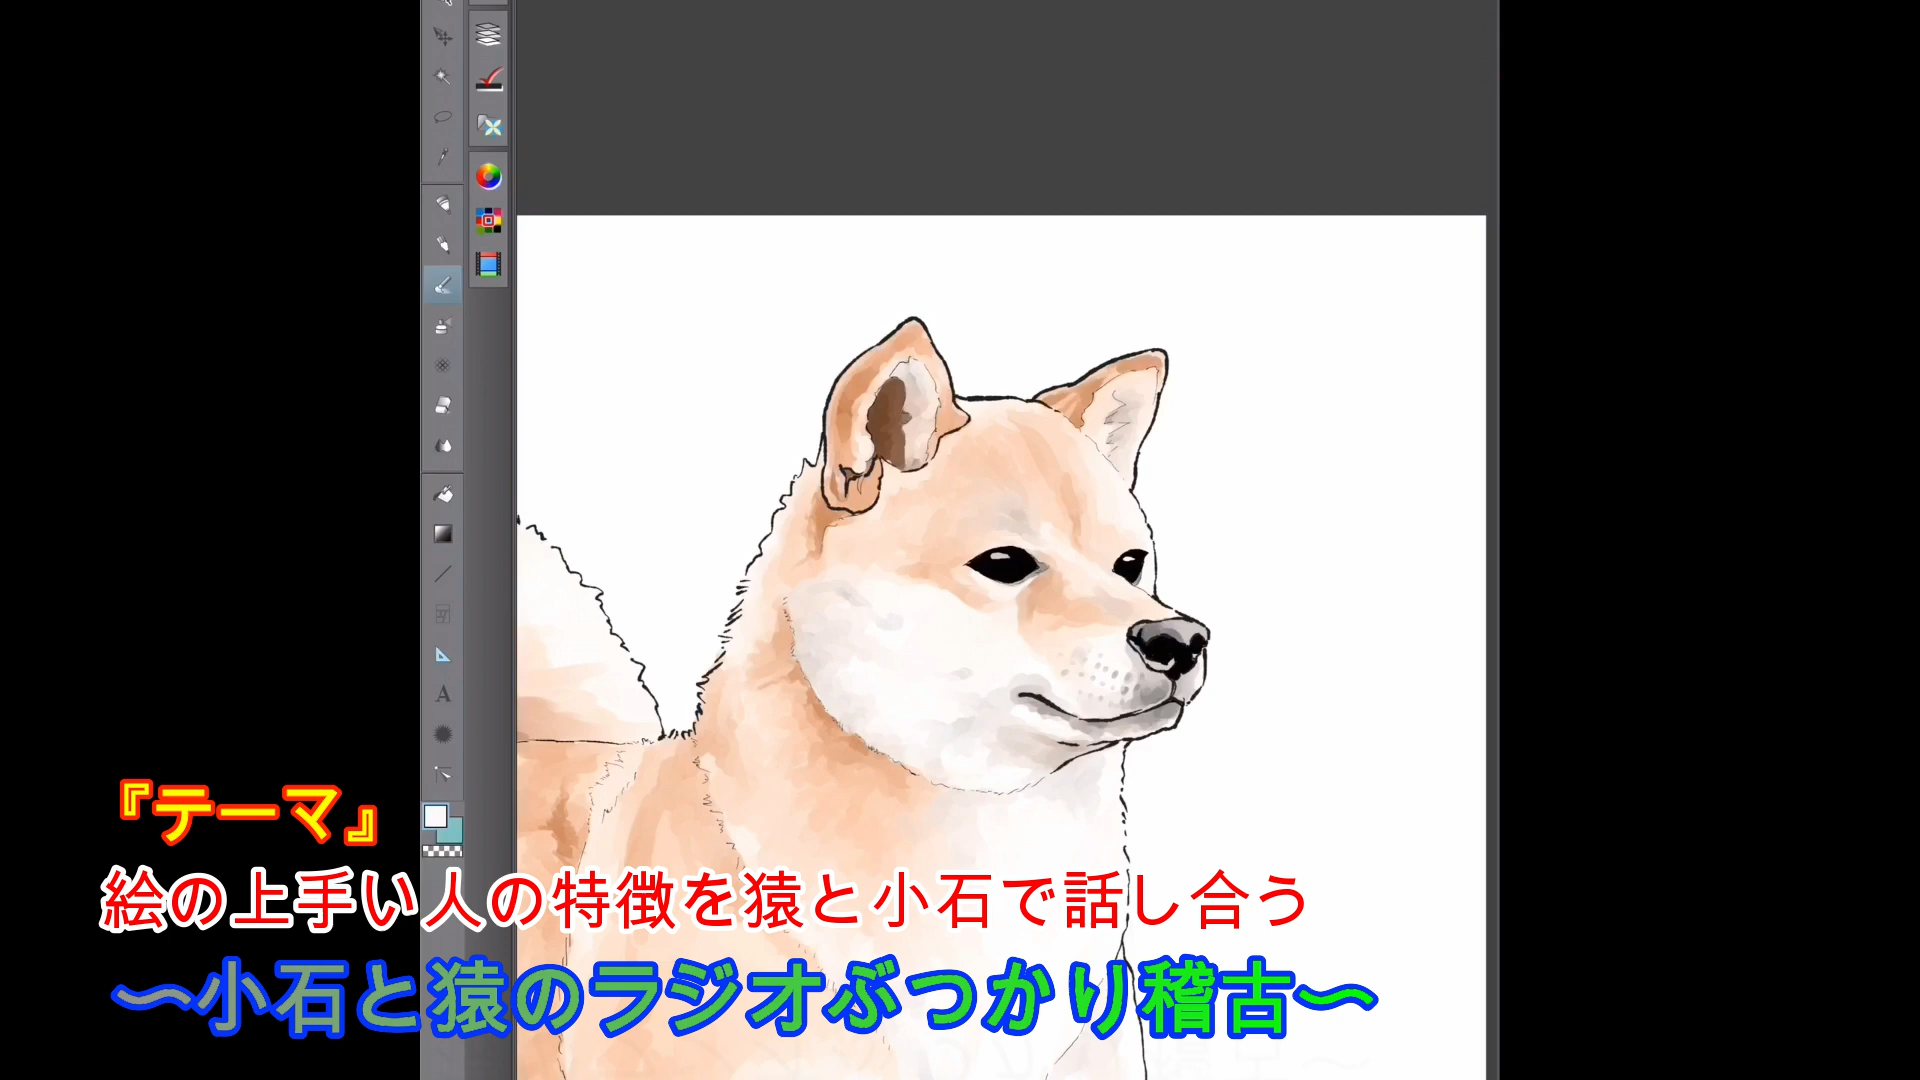 『テーマ』
絵の上手い人の特徴を猿と小石で話し合う
〜小石と猿のラジオぶつかり稽古〜